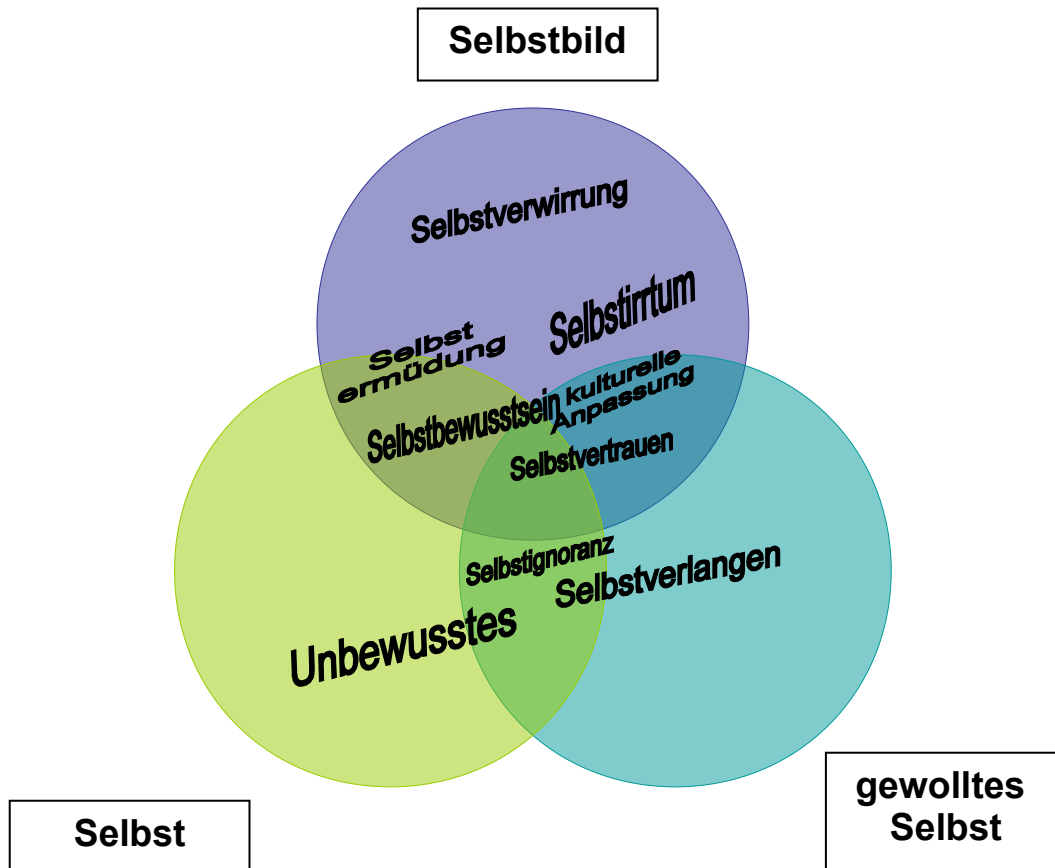 Selbstbild
Selbstverwirrung
Selbstirrtum
Selbst
ermüdung
kulturelle
Anpassung
Selbstbewusstsein
Selbstvertrauen
Selbstignoranz
Selbstverlangen
Unbewusstes
Selbst
gewolltes
Selbst